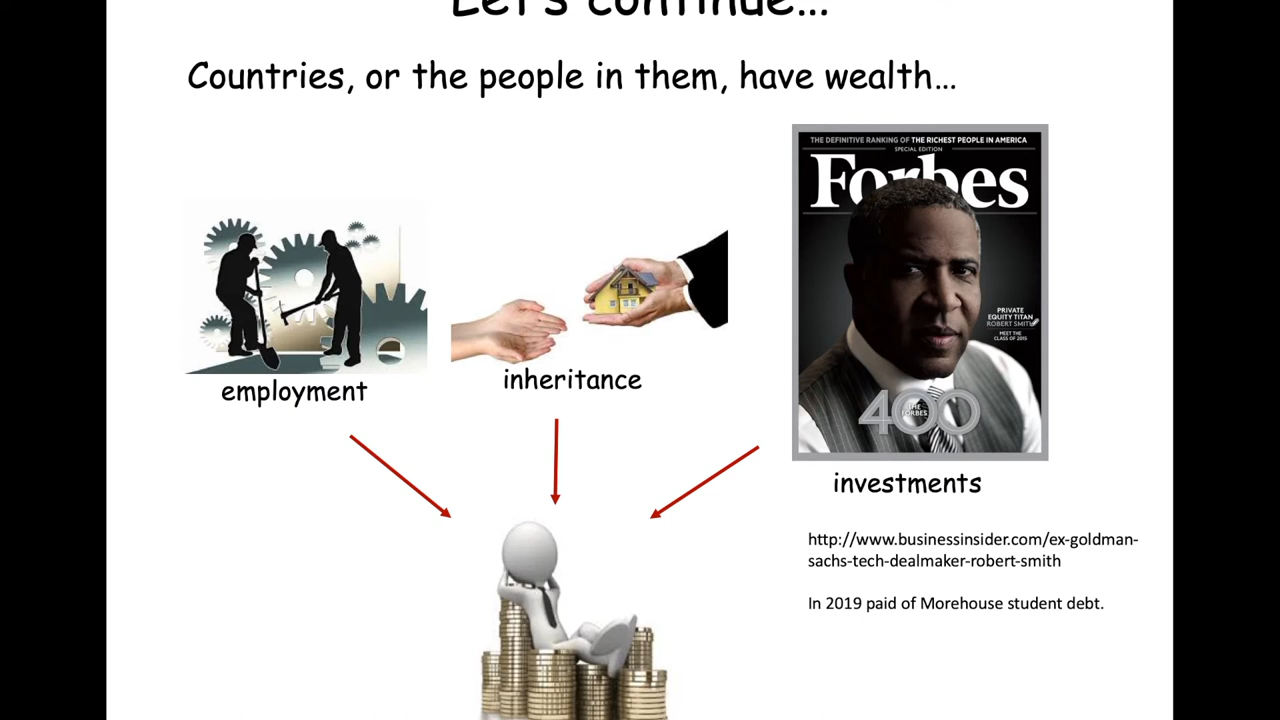 Let's continue...
Countries, or the people in them, have wealth...
employment
inheritance
THE DEFINITIVE RANKING OF THE RICHEST PEOPLE IN AMERICA
SPECIAL EDITION
Forbes
PRIVATE
EQUITY TITAN
ROBERT SMITH
MEET THE
CLASS OF 2015
THE
FORBES
400
investments
http://www.businessinsider.com/ex-goldman-
sachs-tech-dealmaker-robert-smith
In 2019 paid of Morehouse student debt.